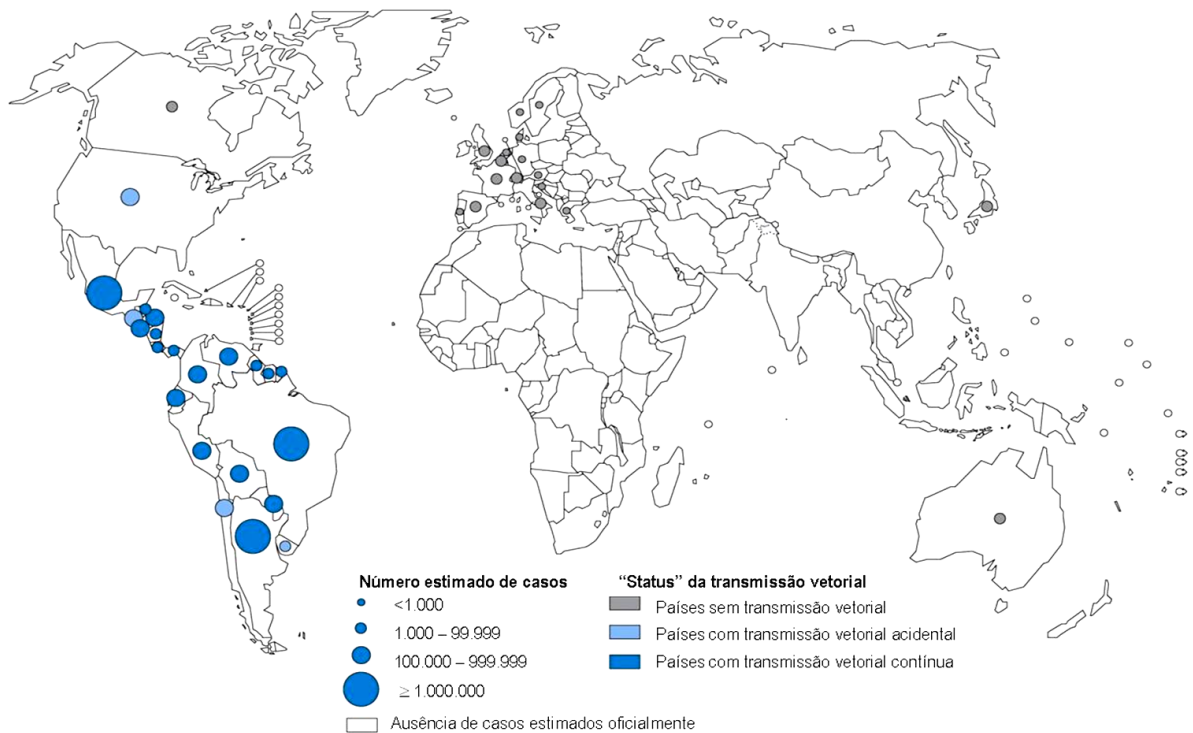 Número estimado de casos
<1.000
1.000 – 99.999
100.000 – 999.999
≥ 1.000.000
Ausência de casos estimados oficialmente
“Status” da transmissão vetorial
Países sem transmissão vetorial
Países com transmissão vetorial acidental
Países com transmissão vetorial contínua